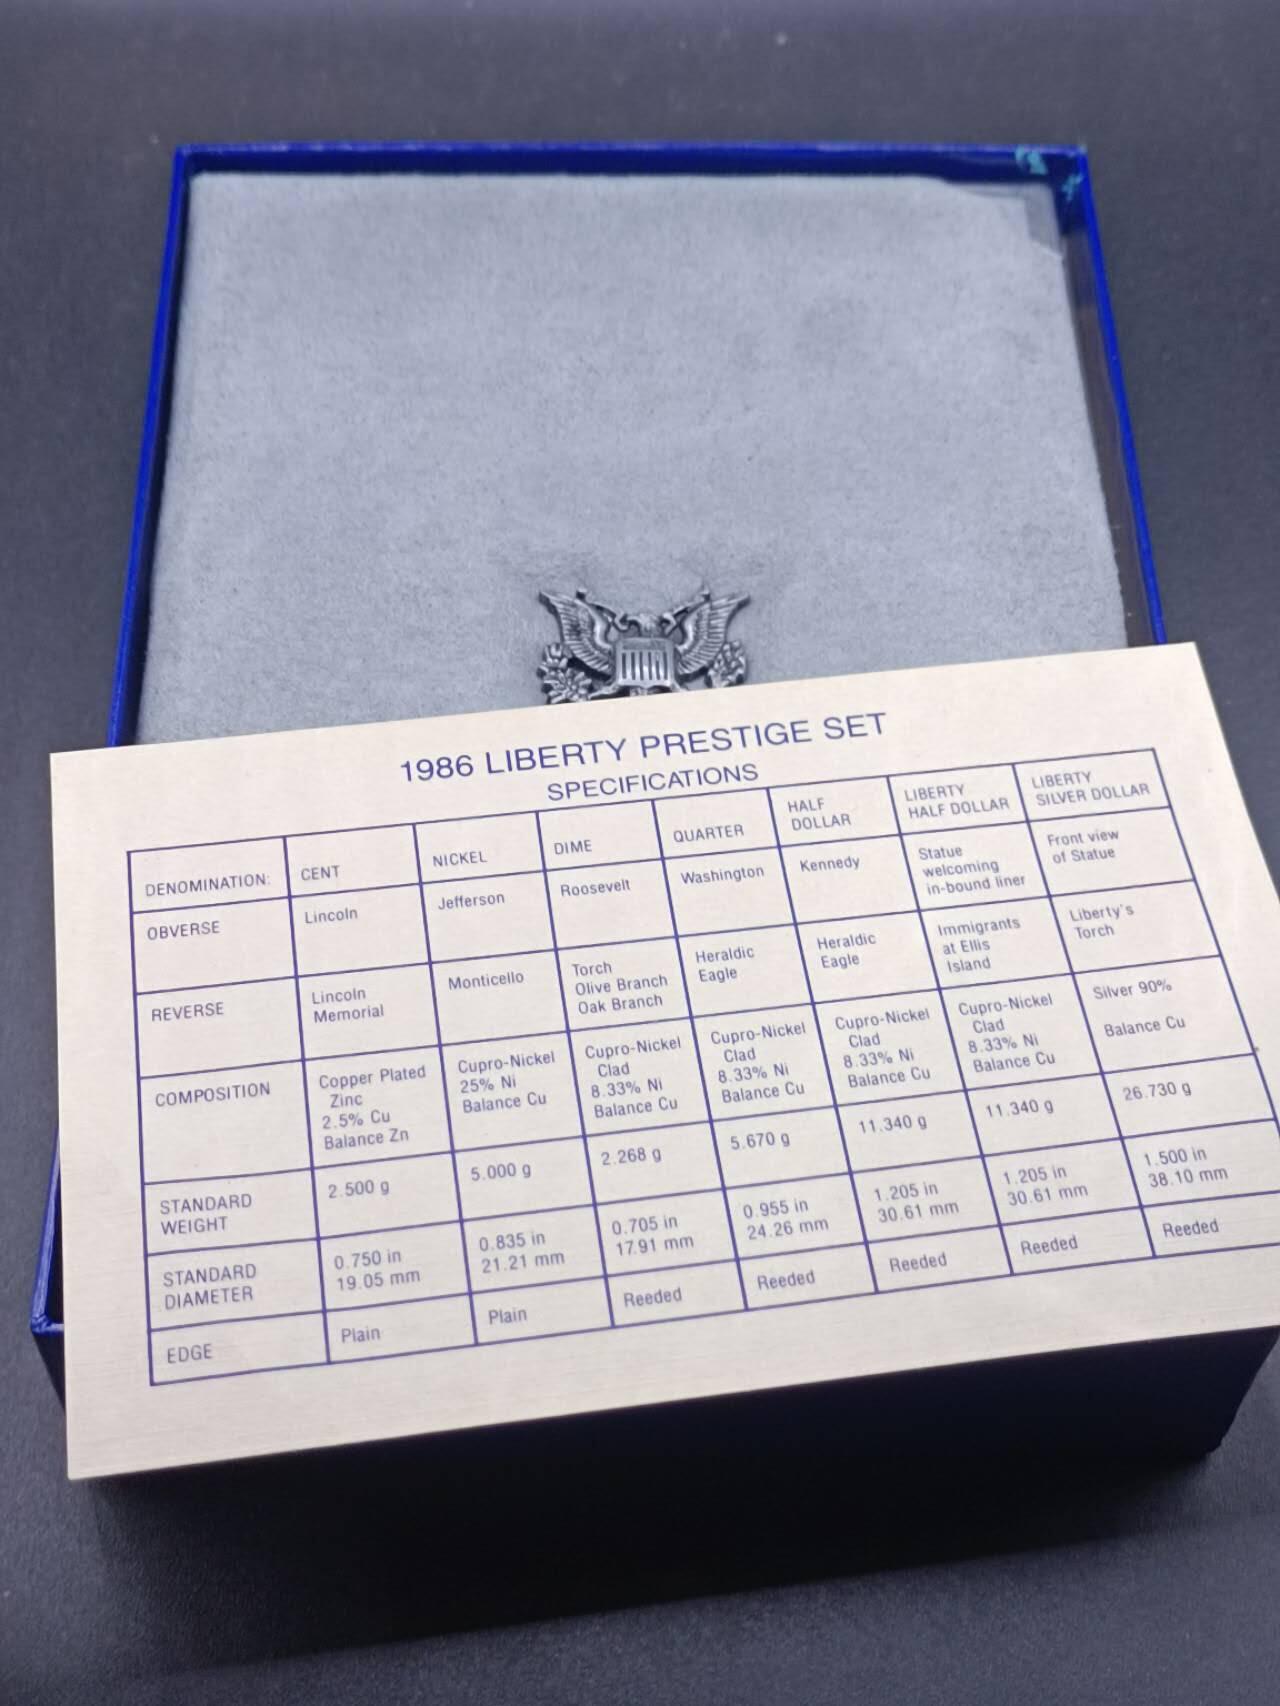 1986 LIBERTY PRESTIGE SET
SPECIFICATIONS
DENOMINATION: CENT NICKEL DIME QUARTER HALF DOLLAR LIBERTY HALF DOLLAR LIBERTY SILVER DOLLAR
OBVERSE Lincoln Jefferson Roosevelt Washington Kennedy Statue welcoming in-bound liner Front view of Statue
REVERSE Lincoln Memorial Monticello Torch Olive Branch Oak Branch Heraldic Eagle Heraldic Eagle Immigrants at Ellis Island Liberty's Torch
COMPOSITION Copper Plated Zinc 2.5% Cu Balance Zn Cupro-Nickel 25% Ni Balance Cu Cupro-Nickel Clad 8.33% Ni Balance Cu Cupro-Nickel Clad 8.33% Ni Balance Cu Cupro-Nickel Clad 8.33% Ni Balance Cu Cupro-Nickel Clad 8.33% Ni Balance Cu Silver 90% Balance Cu
STANDARD WEIGHT 2.500 g 5.000 g 2.268 g 5.670 g 11.340 g 11.340 g 26.730 g
STANDARD DIAMETER 0.750 in 19.05 mm 0.835 in 21.21 mm 0.705 in 17.91 mm 0.955 in 24.26 mm 1.205 in 30.61 mm 1.205 in 30.61 mm 1.500 in 38.10 mm
EDGE Plain Plain Reeded Reeded Reeded Reeded Reeded